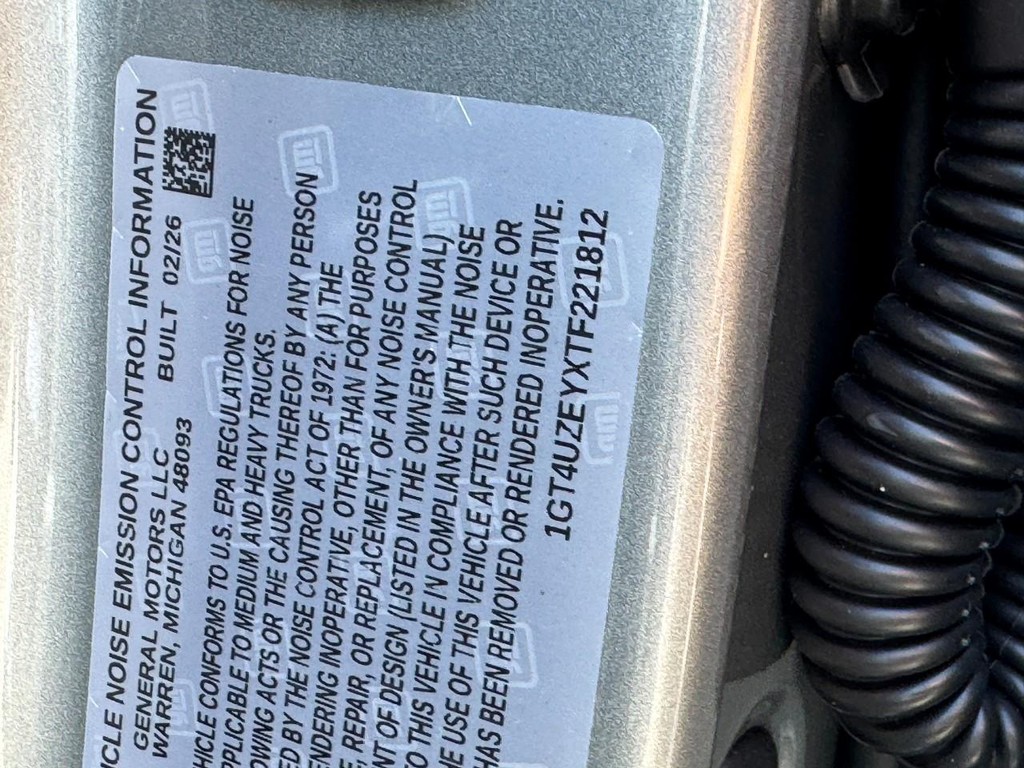 ICLE NOISE EMISSION CONTROL INFORMATION
GENERAL MOTORS LLC BUILT 02/26
WARREN, MICHIGAN 48093
HICLE CONFORMS TO U.S. EPA REGULATIONS FOR NOISE
PPLICABLE TO MEDIUM AND HEAVY TRUCKS.
OWING ACTS OR THE CAUSING THEREOF BY ANY PERSON
ED BY THE NOISE CONTROL ACT OF 1972: (A) THE
NDERING INOPERATIVE, OTHER THAN FOR PURPOSES
E, REPAIR, OR REPLACEMENT, OF ANY NOISE CONTROL
NT OF DESIGN (LISTED IN THE OWNER'S MANUAL)
O THIS VEHICLE IN COMPLIANCE WITH THE NOISE
HE USE OF THIS VEHICLE AFTER SUCH DEVICE OR
HAS BEEN REMOVED OR RENDERED INOPERATIVE.
1GT4UZEYXTF221812